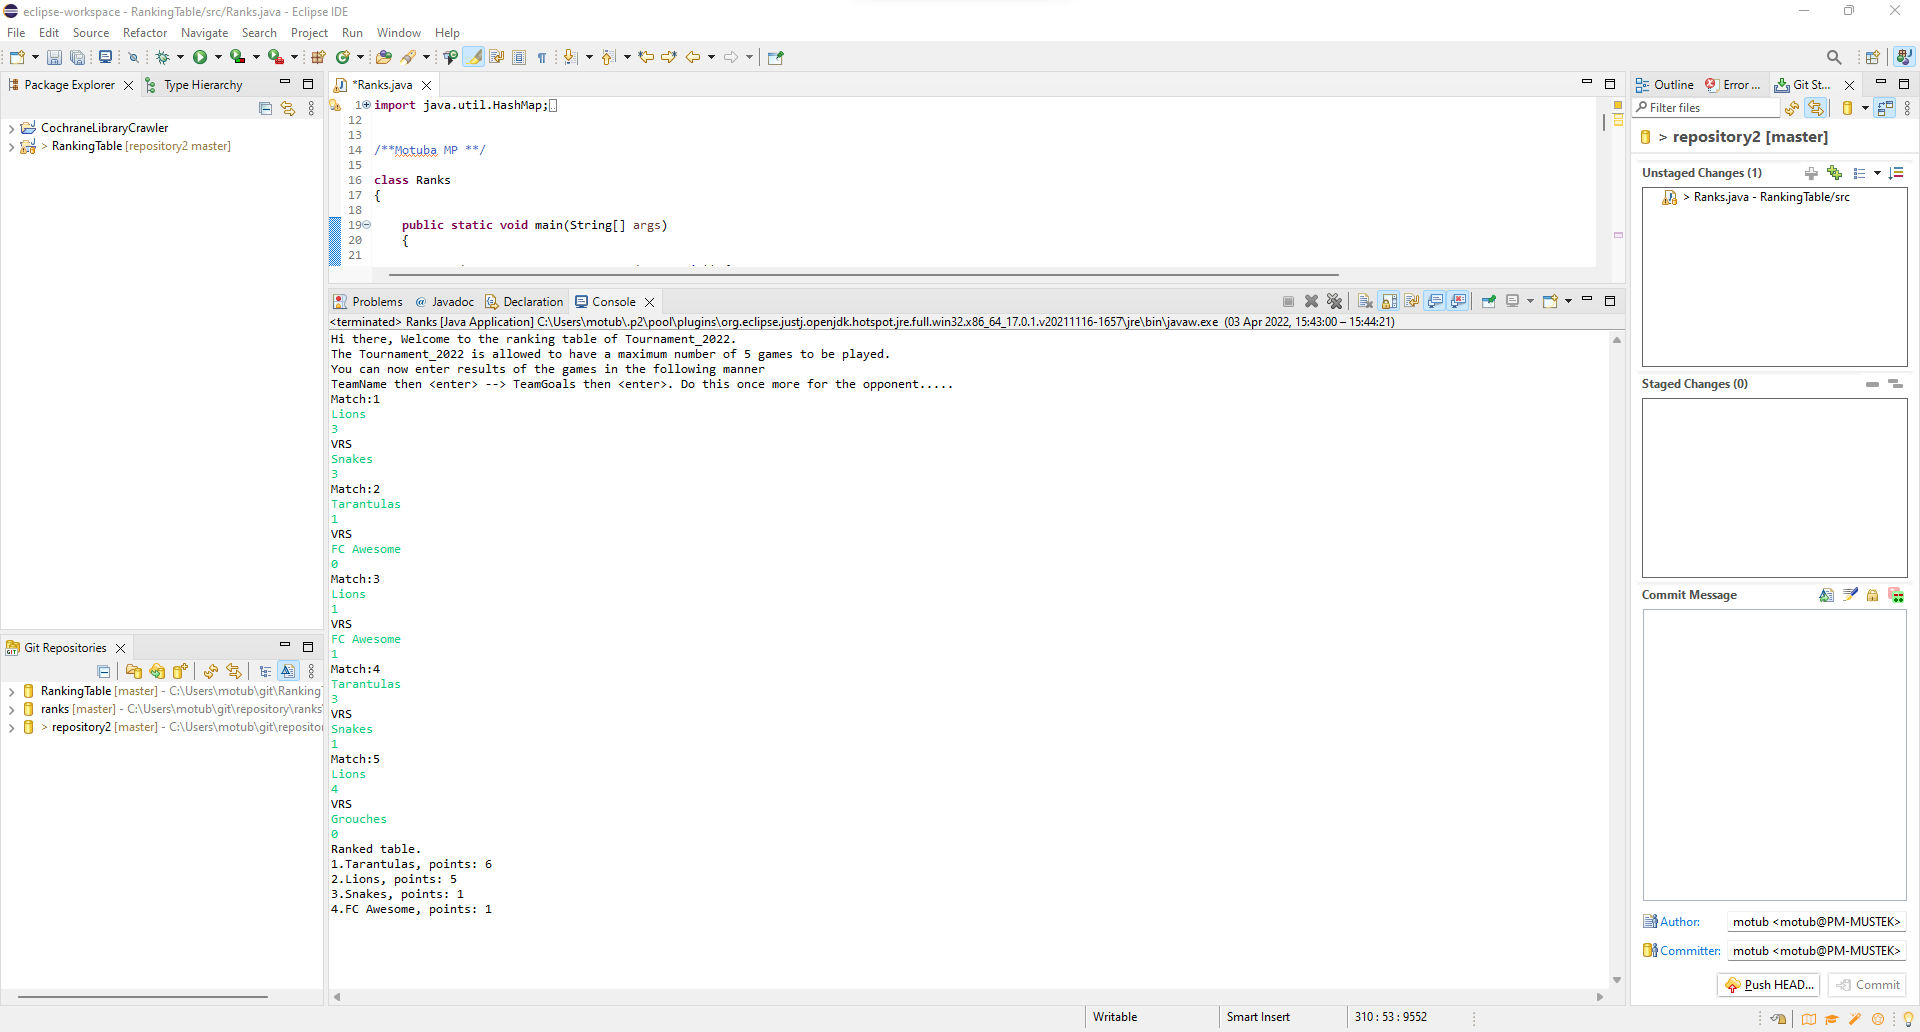 eclipse-workspace - RankingTable/src/Ranks.java - Eclipse IDE
File Edit Source Refactor Navigate Search Project Run Window Help
Package Explorer Type Hierarchy
CochraneLibraryCrawler
> RankingTable [repository2 master]
Git Repositories
RankingTable [master] - C:\Users\motub\git\Ranking
ranks [master] - C:\Users\motub\git\repository\ranks
> repository2 [master] - C:\Users\motub\git\reposito
*Ranks.java
1 import java.util.HashMap;
12
13
14 /**Motuba MP **/
15
16 class Ranks
17 {
18
19 public static void main(String[] args)
20 {
21
Problems @ Javadoc Declaration Console
<terminated> Ranks [Java Application] C:\Users\motub\.p2\pool\plugins\org.eclipse.justj.openjdk.hotspot.jre.full.win32.x86_64_17.0.1.v20211116-1657\jre\bin\javaw.exe (03 Apr 2022, 15:43:00 – 15:44:21)
Hi there, Welcome to the ranking table of Tournament_2022.
The Tournament_2022 is allowed to have a maximum number of 5 games to be played.
You can now enter results of the games in the following manner
TeamName then <enter> --> TeamGoals then <enter>. Do this once more for the opponent.....
Match:1
Lions
3
VRS
Snakes
3
Match:2
Tarantulas
1
VRS
FC Awesome
0
Match:3
Lions
1
VRS
FC Awesome
1
Match:4
Tarantulas
3
VRS
Snakes
1
Match:5
Lions
4
VRS
Grouches
0
Ranked table.
1.Tarantulas, points: 6
2.Lions, points: 5
3.Snakes, points: 1
4.FC Awesome, points: 1
Outline Error ... Git St...
Filter files
> repository2 [master]
Unstaged Changes (1)
> Ranks.java - RankingTable/src
Staged Changes (0)
Commit Message
Author: motub <motub@PM-MUSTEK>
Committer: motub <motub@PM-MUSTEK>
Push HEAD... Commit
Writable Smart Insert 310 : 53 : 9552